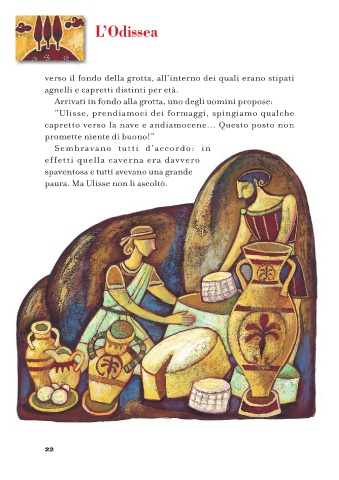 L'Odissea
verso il fondo della grotta, all'interno dei quali erano stipati
agnelli e capretti distinti per età.
Arrivati in fondo alla grotta, uno degli uomini propose:
"Ulisse, prendiamoci dei formaggi, spingiamo qualche
capretto verso la nave e andiamocene... Questo posto non
promette niente di buono!"
Sembravano tutti d'accordo: in
effetti quella caverna era davvero
spaventosa e tutti avevano una grande
paura. Ma Ulisse non li ascoltò.
22